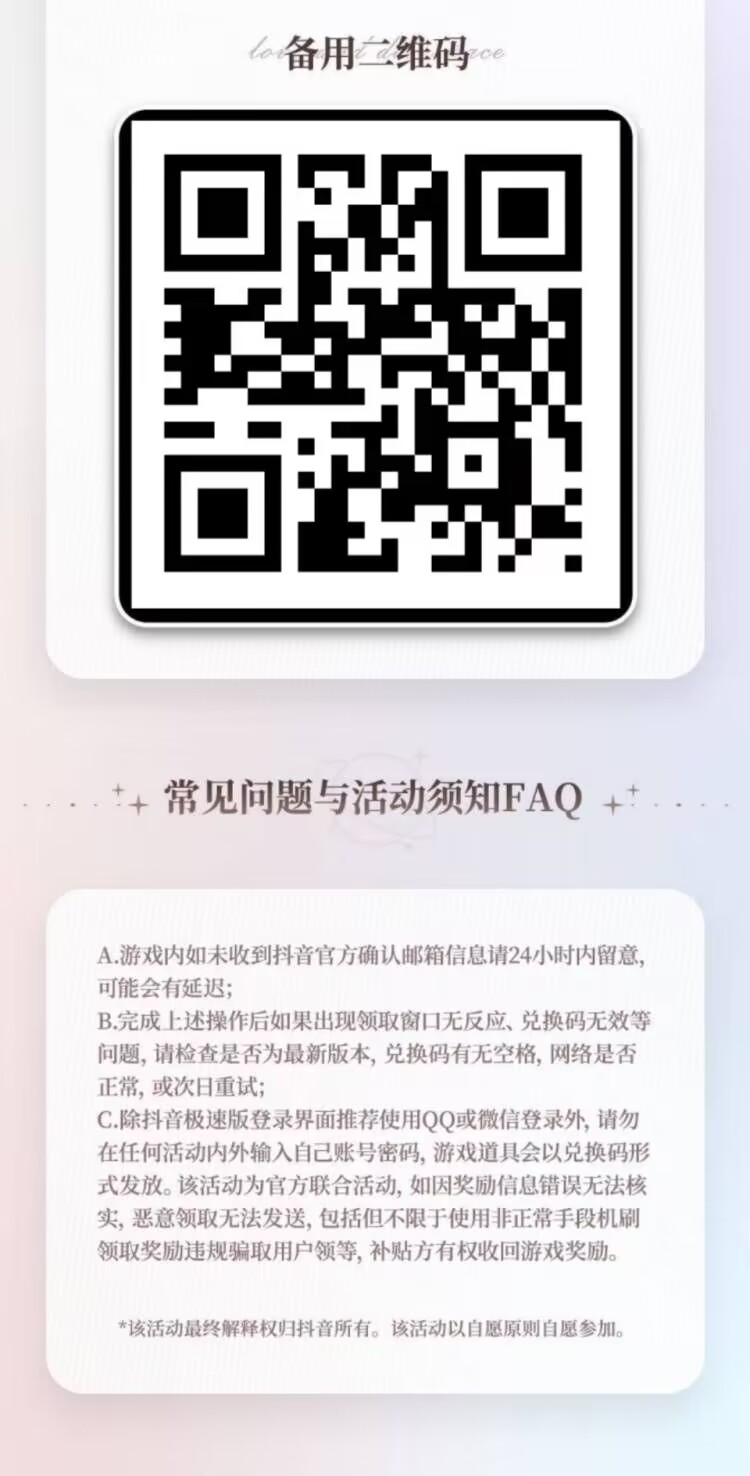 备用二维码
常见问题与活动须知FAQ
A.游戏内如未收到抖音官方确认邮箱信息请24小时内留意,
可能会有延迟;
B.完成上述操作后如果出现领取窗口无反应、兑换码无效等
问题, 请检查是否为最新版本, 兑换码有无空格, 网络是否
正常, 或次日重试;
C.除抖音极速版登录界面推荐使用QQ或微信登录外, 请勿
在任何活动内外输入自己账号密码, 游戏道具会以兑换码形
式发放。该活动为官方联合活动, 如因奖励信息错误无法核
实, 恶意领取无法发送, 包括但不限于使用非正常手段机刷
领取奖励违规骗取用户领等, 补贴方有权收回游戏奖励。
*该活动最终解释权归抖音所有。该活动以自愿原则自愿参加。